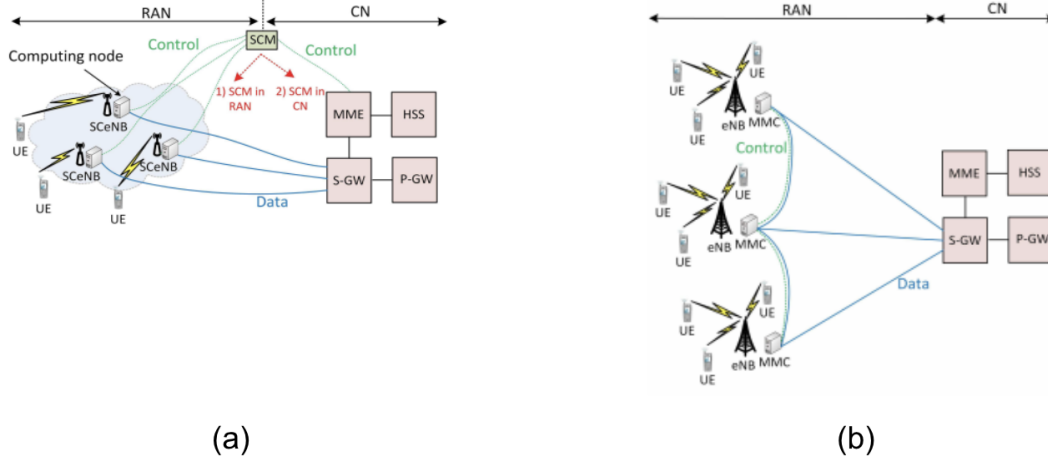 RAN
CN
SCM
Control
Control
Computing node
1) SCM in
RAN
2) SCM in
CN
SCeNB
UE
SCeNB
SCeNB
UE
UE
MME
HSS
S-GW
P-GW
Data
(a)
RAN
CN
UE
UE
UE
eNB
MMC
Control
UE
UE
UE
eNB
MMC
MME
HSS
S-GW
P-GW
Data
UE
UE
UE
eNB
MMC
(b)